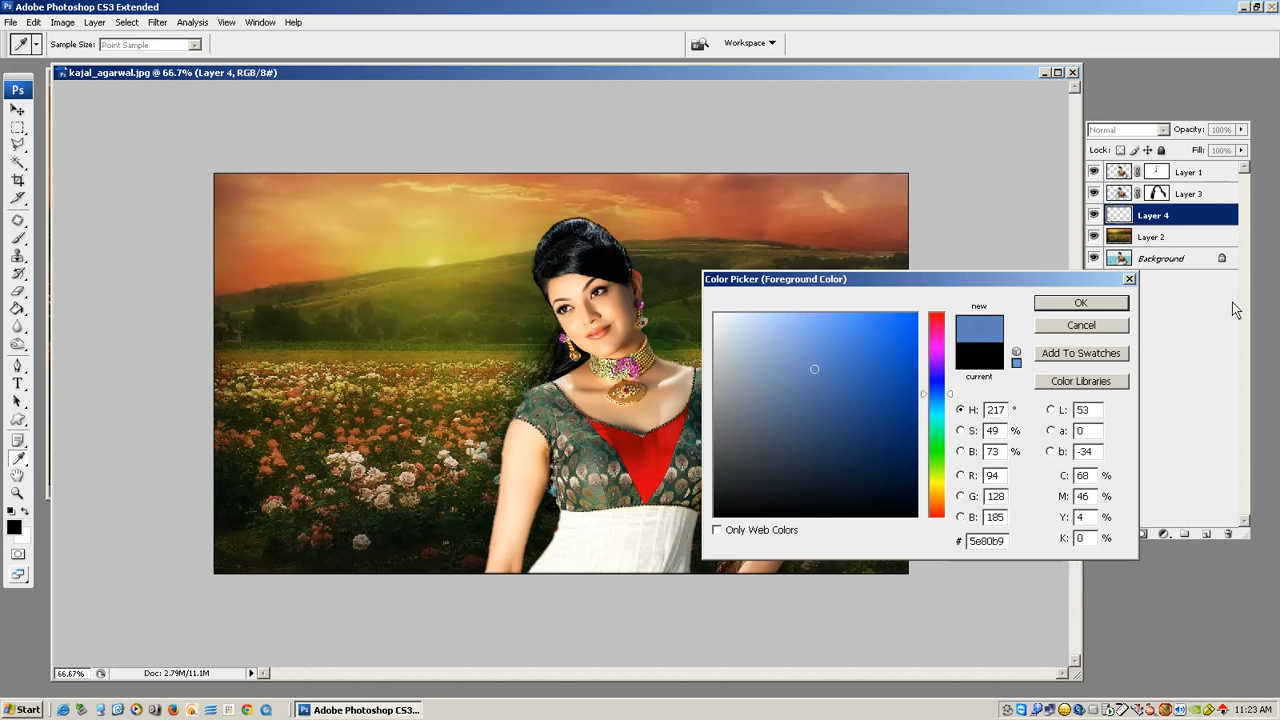 Adobe Photoshop CS3 Extended
File Edit Image Layer Select Filter Analysis View Window Help
Sample Size: Point Sample Workspace
kajal_agarwal.jpg @ 66.7% (Layer 4, RGB/8#)
Normal Opacity: 100%
Lock: Fill: 100%
Layer 1
Layer 3
Layer 4
Layer 2
Background
Color Picker (Foreground Color)
new
OK
Cancel
Add To Swatches
current
Color Libraries
H: 217 ° L: 53
S: 49 % a: 0
B: 73 % b: -34
R: 94 C: 68 %
G: 128 M: 46 %
B: 185 Y: 4 %
# 5e80b9 K: 0 %
Only Web Colors
66.67% Doc: 2.79M/11.1M
Start Adobe Photoshop CS3... 11:23 AM